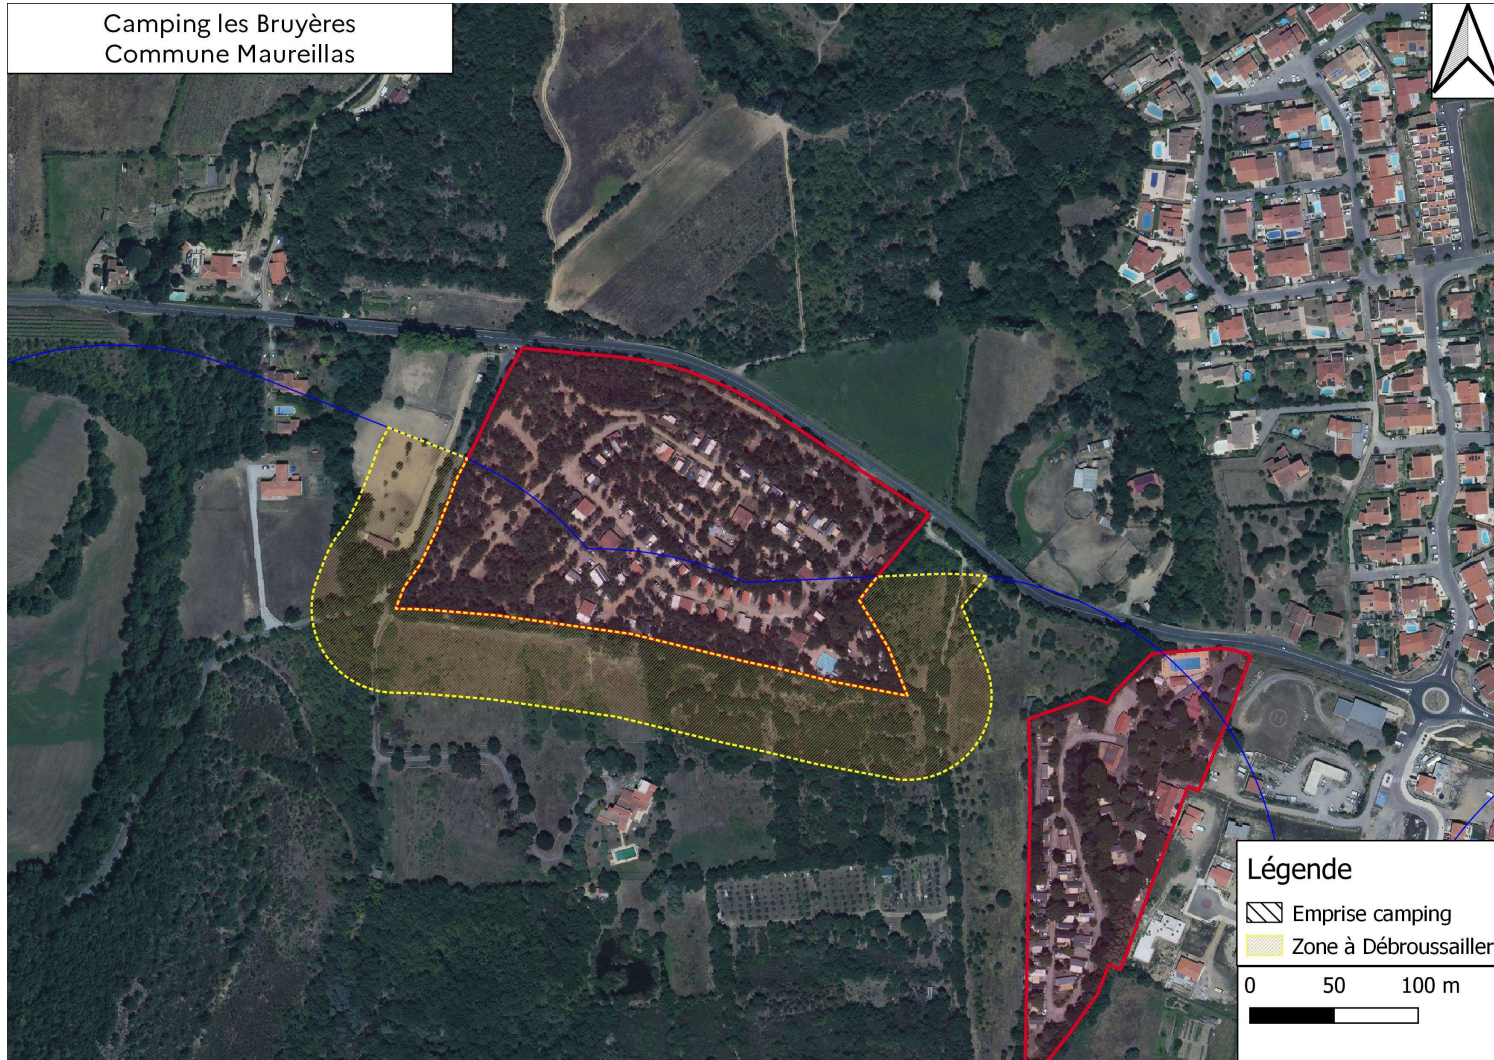 Camping les Bruyères
Commune Maureillas
Légende
Emprise camping
Zone à Débroussailler
0 50 100 m